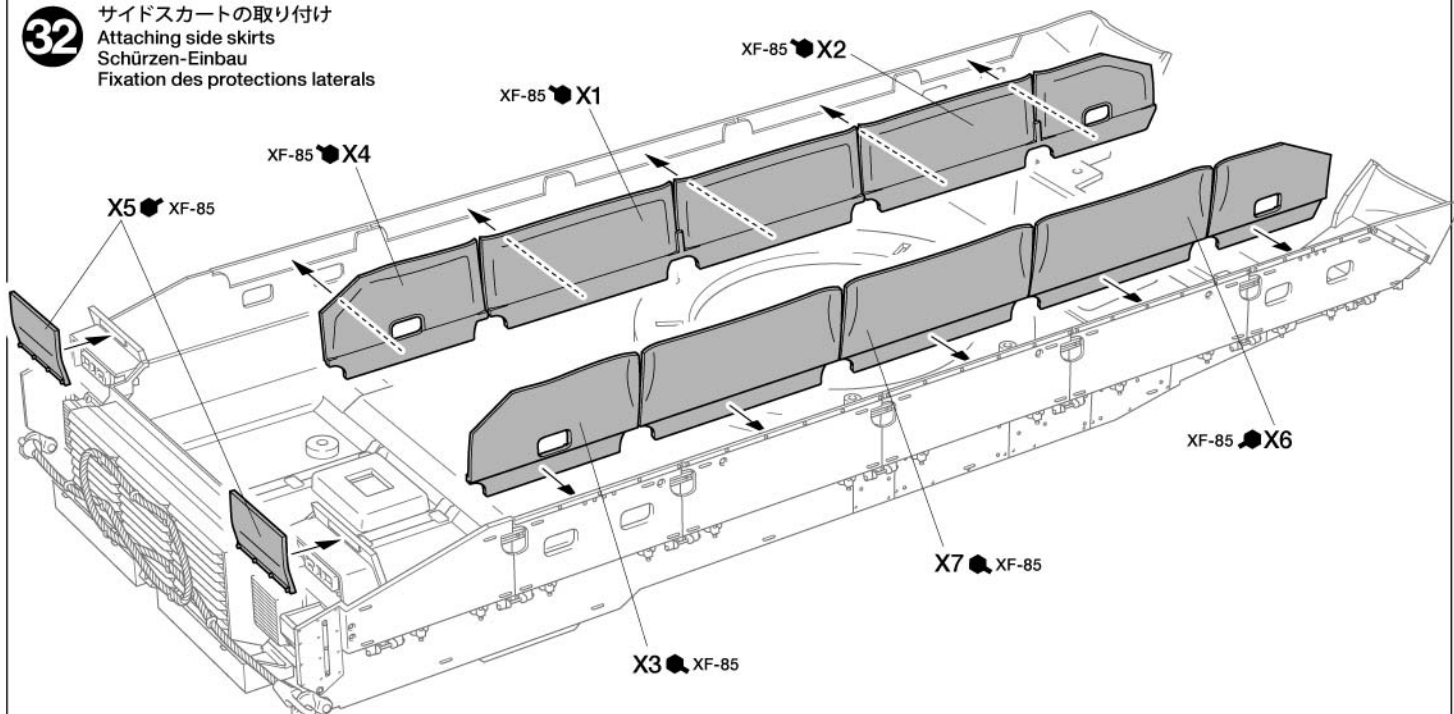 32
サイドスカートの取り付け
Attaching side skirts
Schürzen-Einbau
Fixation des protections laterals
XF-85 X2
XF-85 X1
XF-85 X4
X5 XF-85
XF-85 X6
X7 XF-85
X3 XF-85